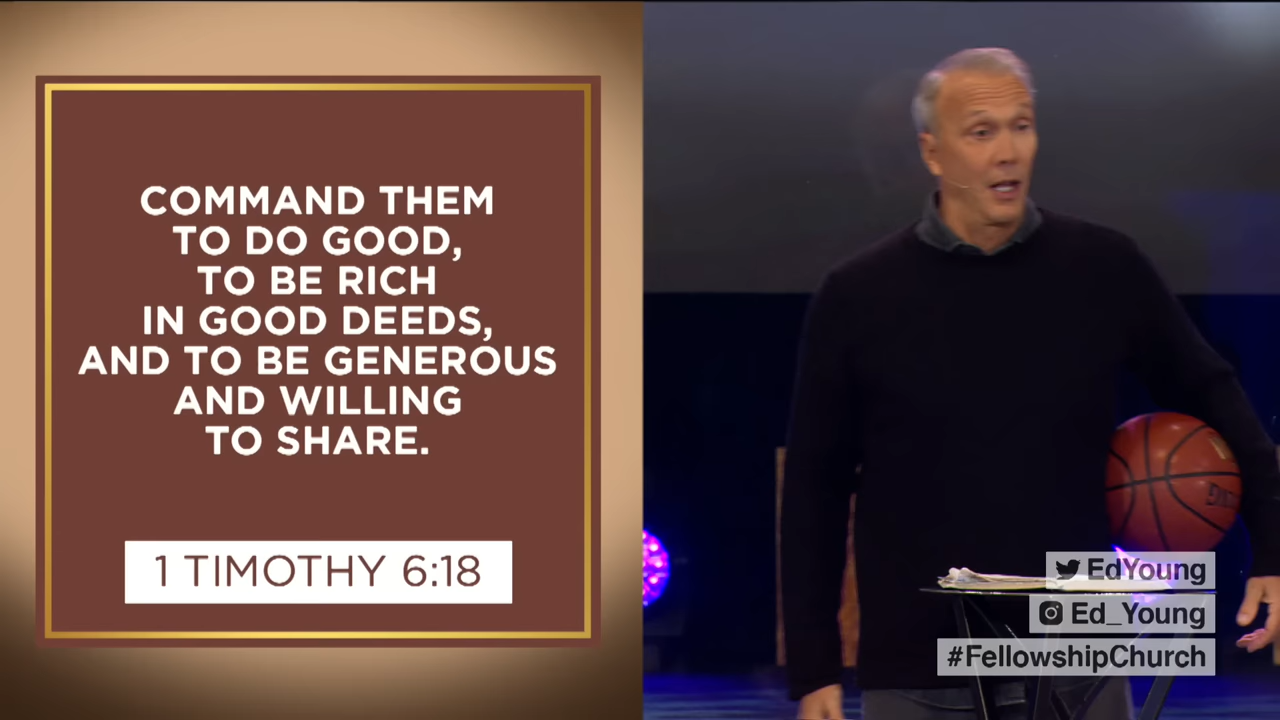 COMMAND THEM
TO DO GOOD,
TO BE RICH
IN GOOD DEEDS,
AND TO BE GENEROUS
AND WILLING
TO SHARE.
1 TIMOTHY 6:18
EdYoung
Ed_Young
#FellowshipChurch